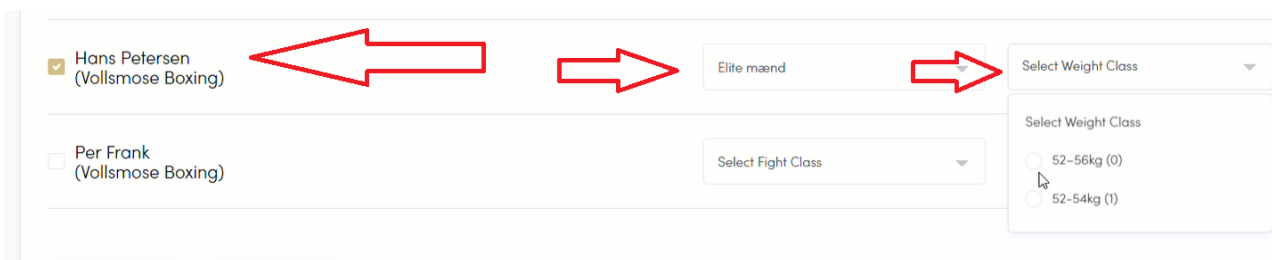 Hans Petersen
(Vollsmose Boxing)
Elite mænd
Select Weight Class
Select Weight Class
52–56kg (0)
52-54kg (1)
Per Frank
(Vollsmose Boxing)
Select Fight Class